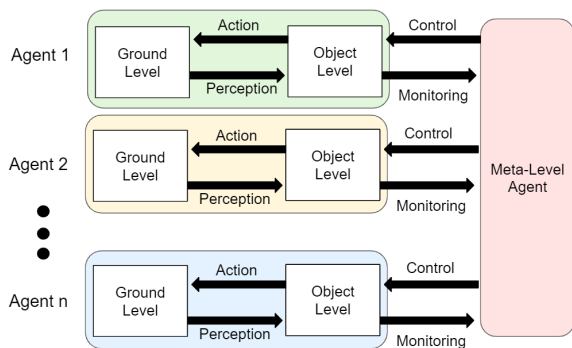 Agent 1
Ground
Level
Action
Perception
Object
Level
Control
Monitoring
Agent 2
Ground
Level
Action
Perception
Object
Level
Control
Monitoring
Meta-Level
Agent
Agent n
Ground
Level
Action
Perception
Object
Level
Control
Monitoring